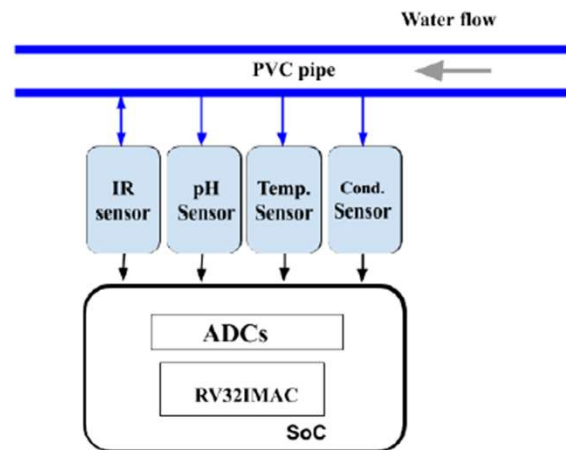 Water flow
PVC pipe
IR
sensor
pH
Sensor
Temp.
Sensor
Cond.
Sensor
ADCs
RV32IMAC
SoC